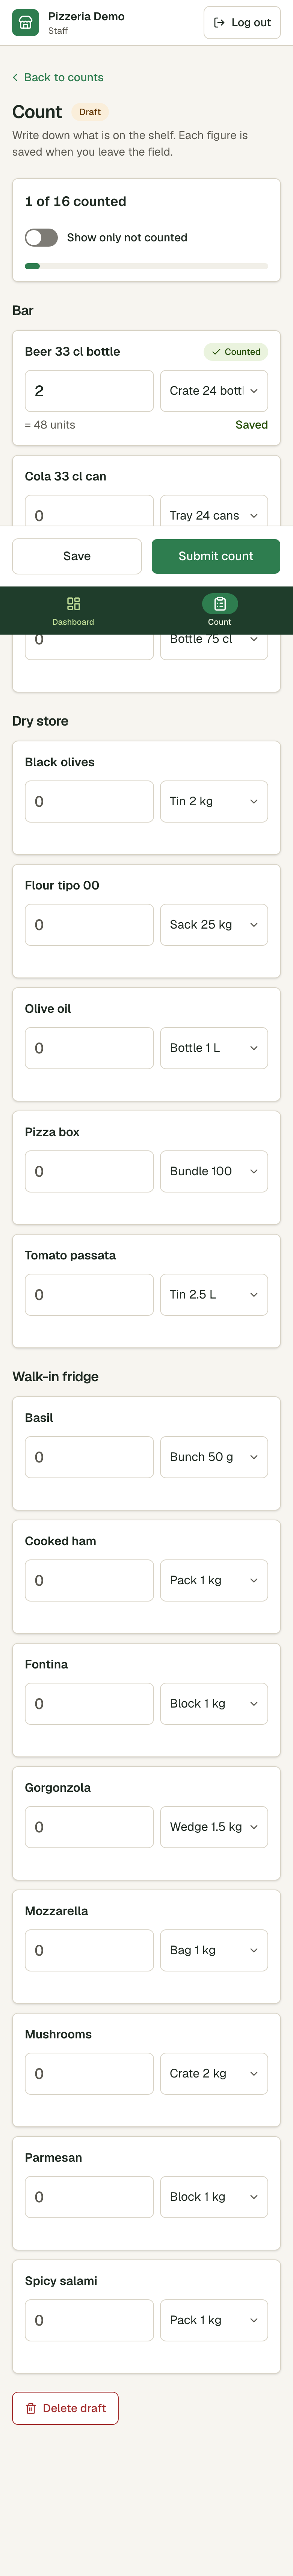 Pizzeria Demo
Staff
Log out
Back to counts
Count
Draft
Write down what is on the shelf. Each figure is
saved when you leave the field.
1 of 16 counted
Show only not counted
Bar
Beer 33 cl bottle
Counted
2
Crate 24 bottl
= 48 units
Saved
Cola 33 cl can
0
Tray 24 cans
Save
Submit count
Dashboard
Count
0
Bottle 75 cl
Dry store
Black olives
0
Tin 2 kg
Flour tipo 00
0
Sack 25 kg
Olive oil
0
Bottle 1 L
Pizza box
0
Bundle 100
Tomato passata
0
Tin 2.5 L
Walk-in fridge
Basil
0
Bunch 50 g
Cooked ham
0
Pack 1 kg
Fontina
0
Block 1 kg
Gorgonzola
0
Wedge 1.5 kg
Mozzarella
0
Bag 1 kg
Mushrooms
0
Crate 2 kg
Parmesan
0
Block 1 kg
Spicy salami
0
Pack 1 kg
Delete draft